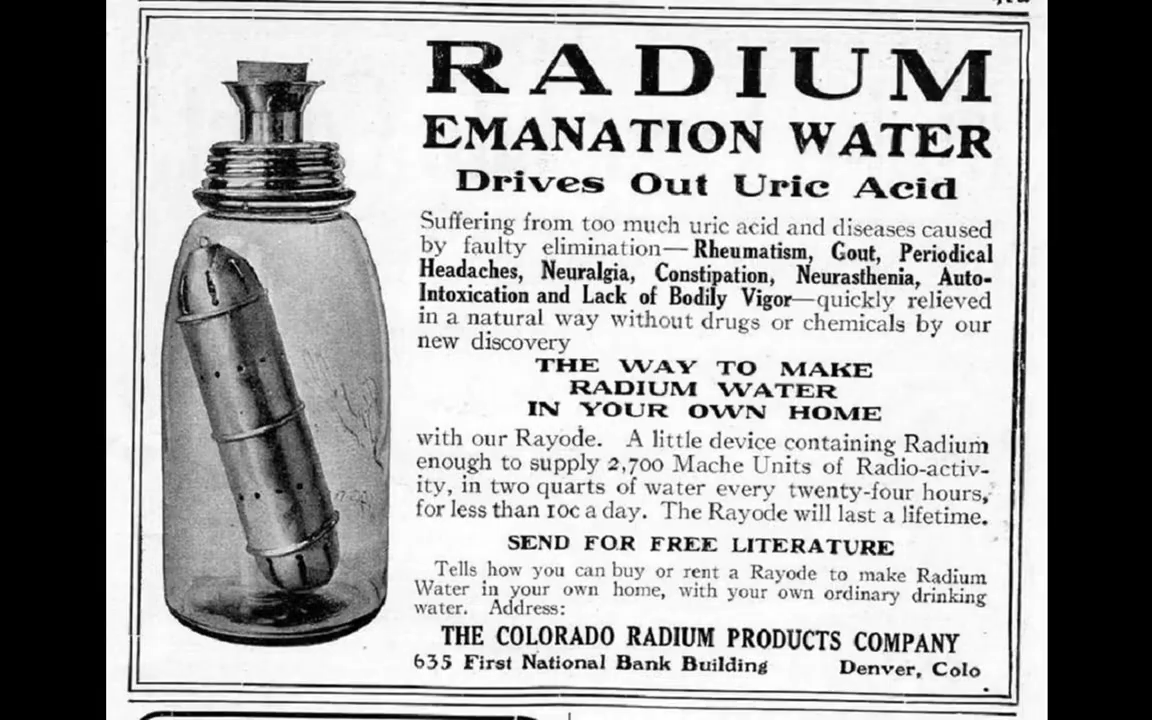 RADIUM
EMANATION WATER
Drives Out Uric Acid
Suffering from too much uric acid and diseases caused
by faulty elimination—Rheumatism, Gout, Periodical
Headaches, Neuralgia, Constipation, Neurasthenia, Auto-
Intoxication and Lack of Bodily Vigor—quickly relieved
in a natural way without drugs or chemicals by our
new discovery
THE WAY TO MAKE
RADIUM WATER
IN YOUR OWN HOME
with our Rayode. A little device containing Radium
enough to supply 2,700 Mache Units of Radio-activ-
ity, in two quarts of water every twenty-four hours,
for less than 10c a day. The Rayode will last a lifetime.
SEND FOR FREE LITERATURE
Tells how you can buy or rent a Rayode to make Radium
Water in your own home, with your own ordinary drinking
water. Address:
THE COLORADO RADIUM PRODUCTS COMPANY
635 First National Bank Building Denver, Colo